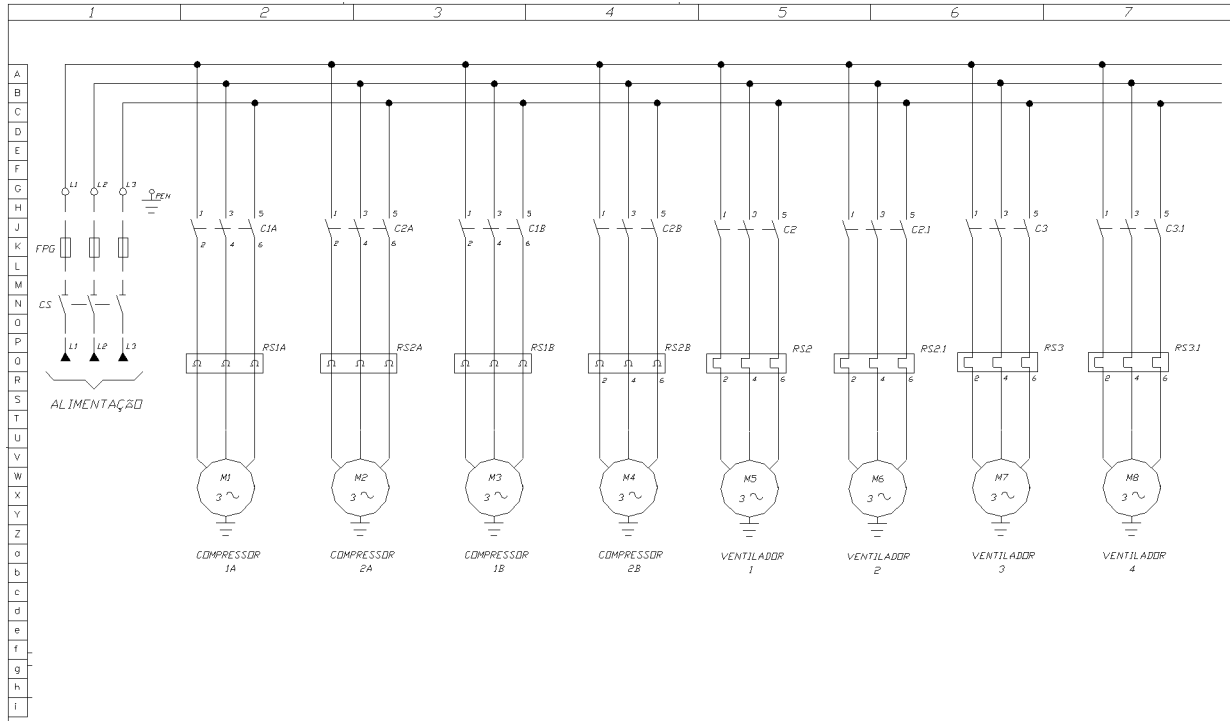 1 2 3 4 5 6 7
A
B
C
D
E
F
G
L1 L2 L3 PEN
H
1 3 5 1 3 5 1 3 5 1 3 5 1 3 5 1 3 5 1 3 5 1 3 5
J
C1A C2A C1B C2B C2 C2.1 C3 C3.1
K
FPG
2 4 6 2 4 6 2 4 6
L
M
N
CS
O
P
L1 L2 L3
RS1A RS2A RS1B RS2B RS2 RS2.1 RS3 RS3.1
Q
R
2 4 6 2 4 6 2 4 6 2 4 6 2 4 6
S
ALIMENTAÇÃO
T
U
V
W
M1 M2 M3 M4 M5 M6 M7 M8
X
3 3 3 3 3 3 3 3
Y
Z
a
COMPRESSOR 1A
COMPRESSOR 2A
COMPRESSOR 1B
COMPRESSOR 2B
VENTILADOR 1
VENTILADOR 2
VENTILADOR 3
VENTILADOR 4
b
c
d
e
f
g
h
i